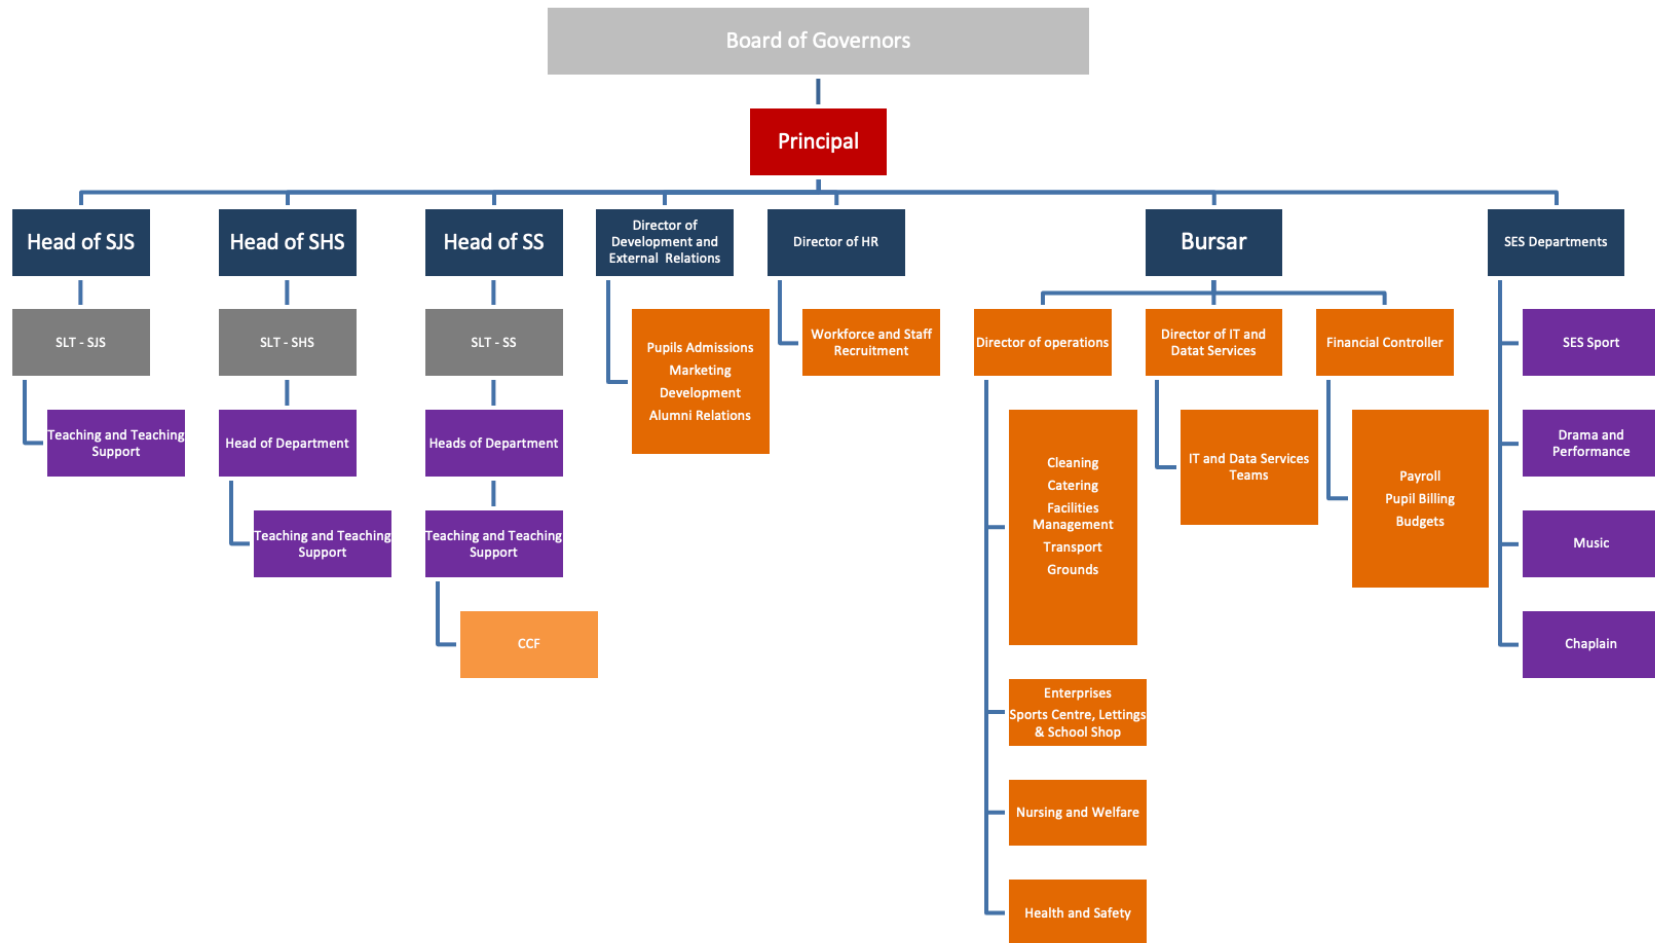 Board of Governors
Principal
Head of SJS
Head of SHS
Head of SS
Director of
Development and
External Relations
Director of HR
Bursar
SES Departments
SLT - SJS
SLT - SHS
SLT - SS
Pupils Admissions
Marketing
Development
Alumni Relations
Workforce and Staff
Recruitment
Director of operations
Director of IT and
Datat Services
Financial Controller
SES Sport
Teaching and Teaching
Support
Head of Department
Heads of Department
Cleaning
Catering
Facilities
Management
Transport
Grounds
IT and Data Services
Teams
Payroll
Pupil Billing
Budgets
Drama and
Performance
Teaching and Teaching
Support
Teaching and Teaching
Support
Music
CCF
Chaplain
Enterprises
Sports Centre, Lettings
& School Shop
Nursing and Welfare
Health and Safety